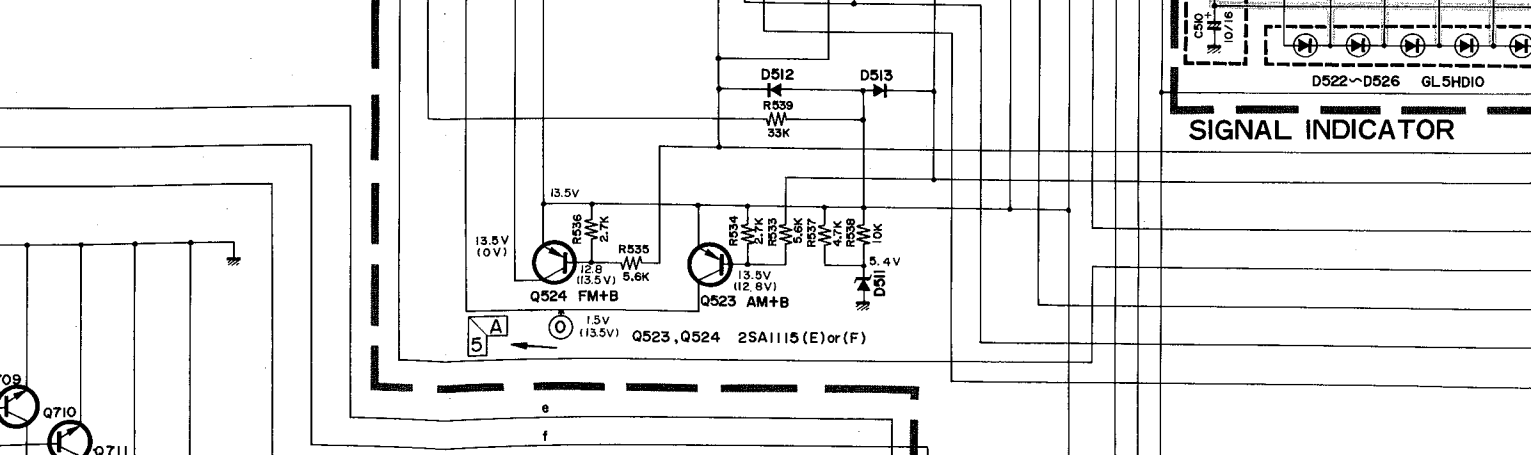 C510 +
10/16
D522~D526 GL5HD10
SIGNAL INDICATOR
D512
D513
R539
33K
13.5V
R536
2.7K
R535
5.6K
13.5V
(0V)
12.8
(13.5V)
Q524 FM+B
R534
2.7K
R533
5.6K
R537
4.7K
R538
10K
5.4V
D511
13.5V
(12.8V)
Q523 AM+B
A
5
O
1.5V
(13.5V)
Q523,Q524 2SA1115(E)or(F)
e
f
709
Q710
Q711